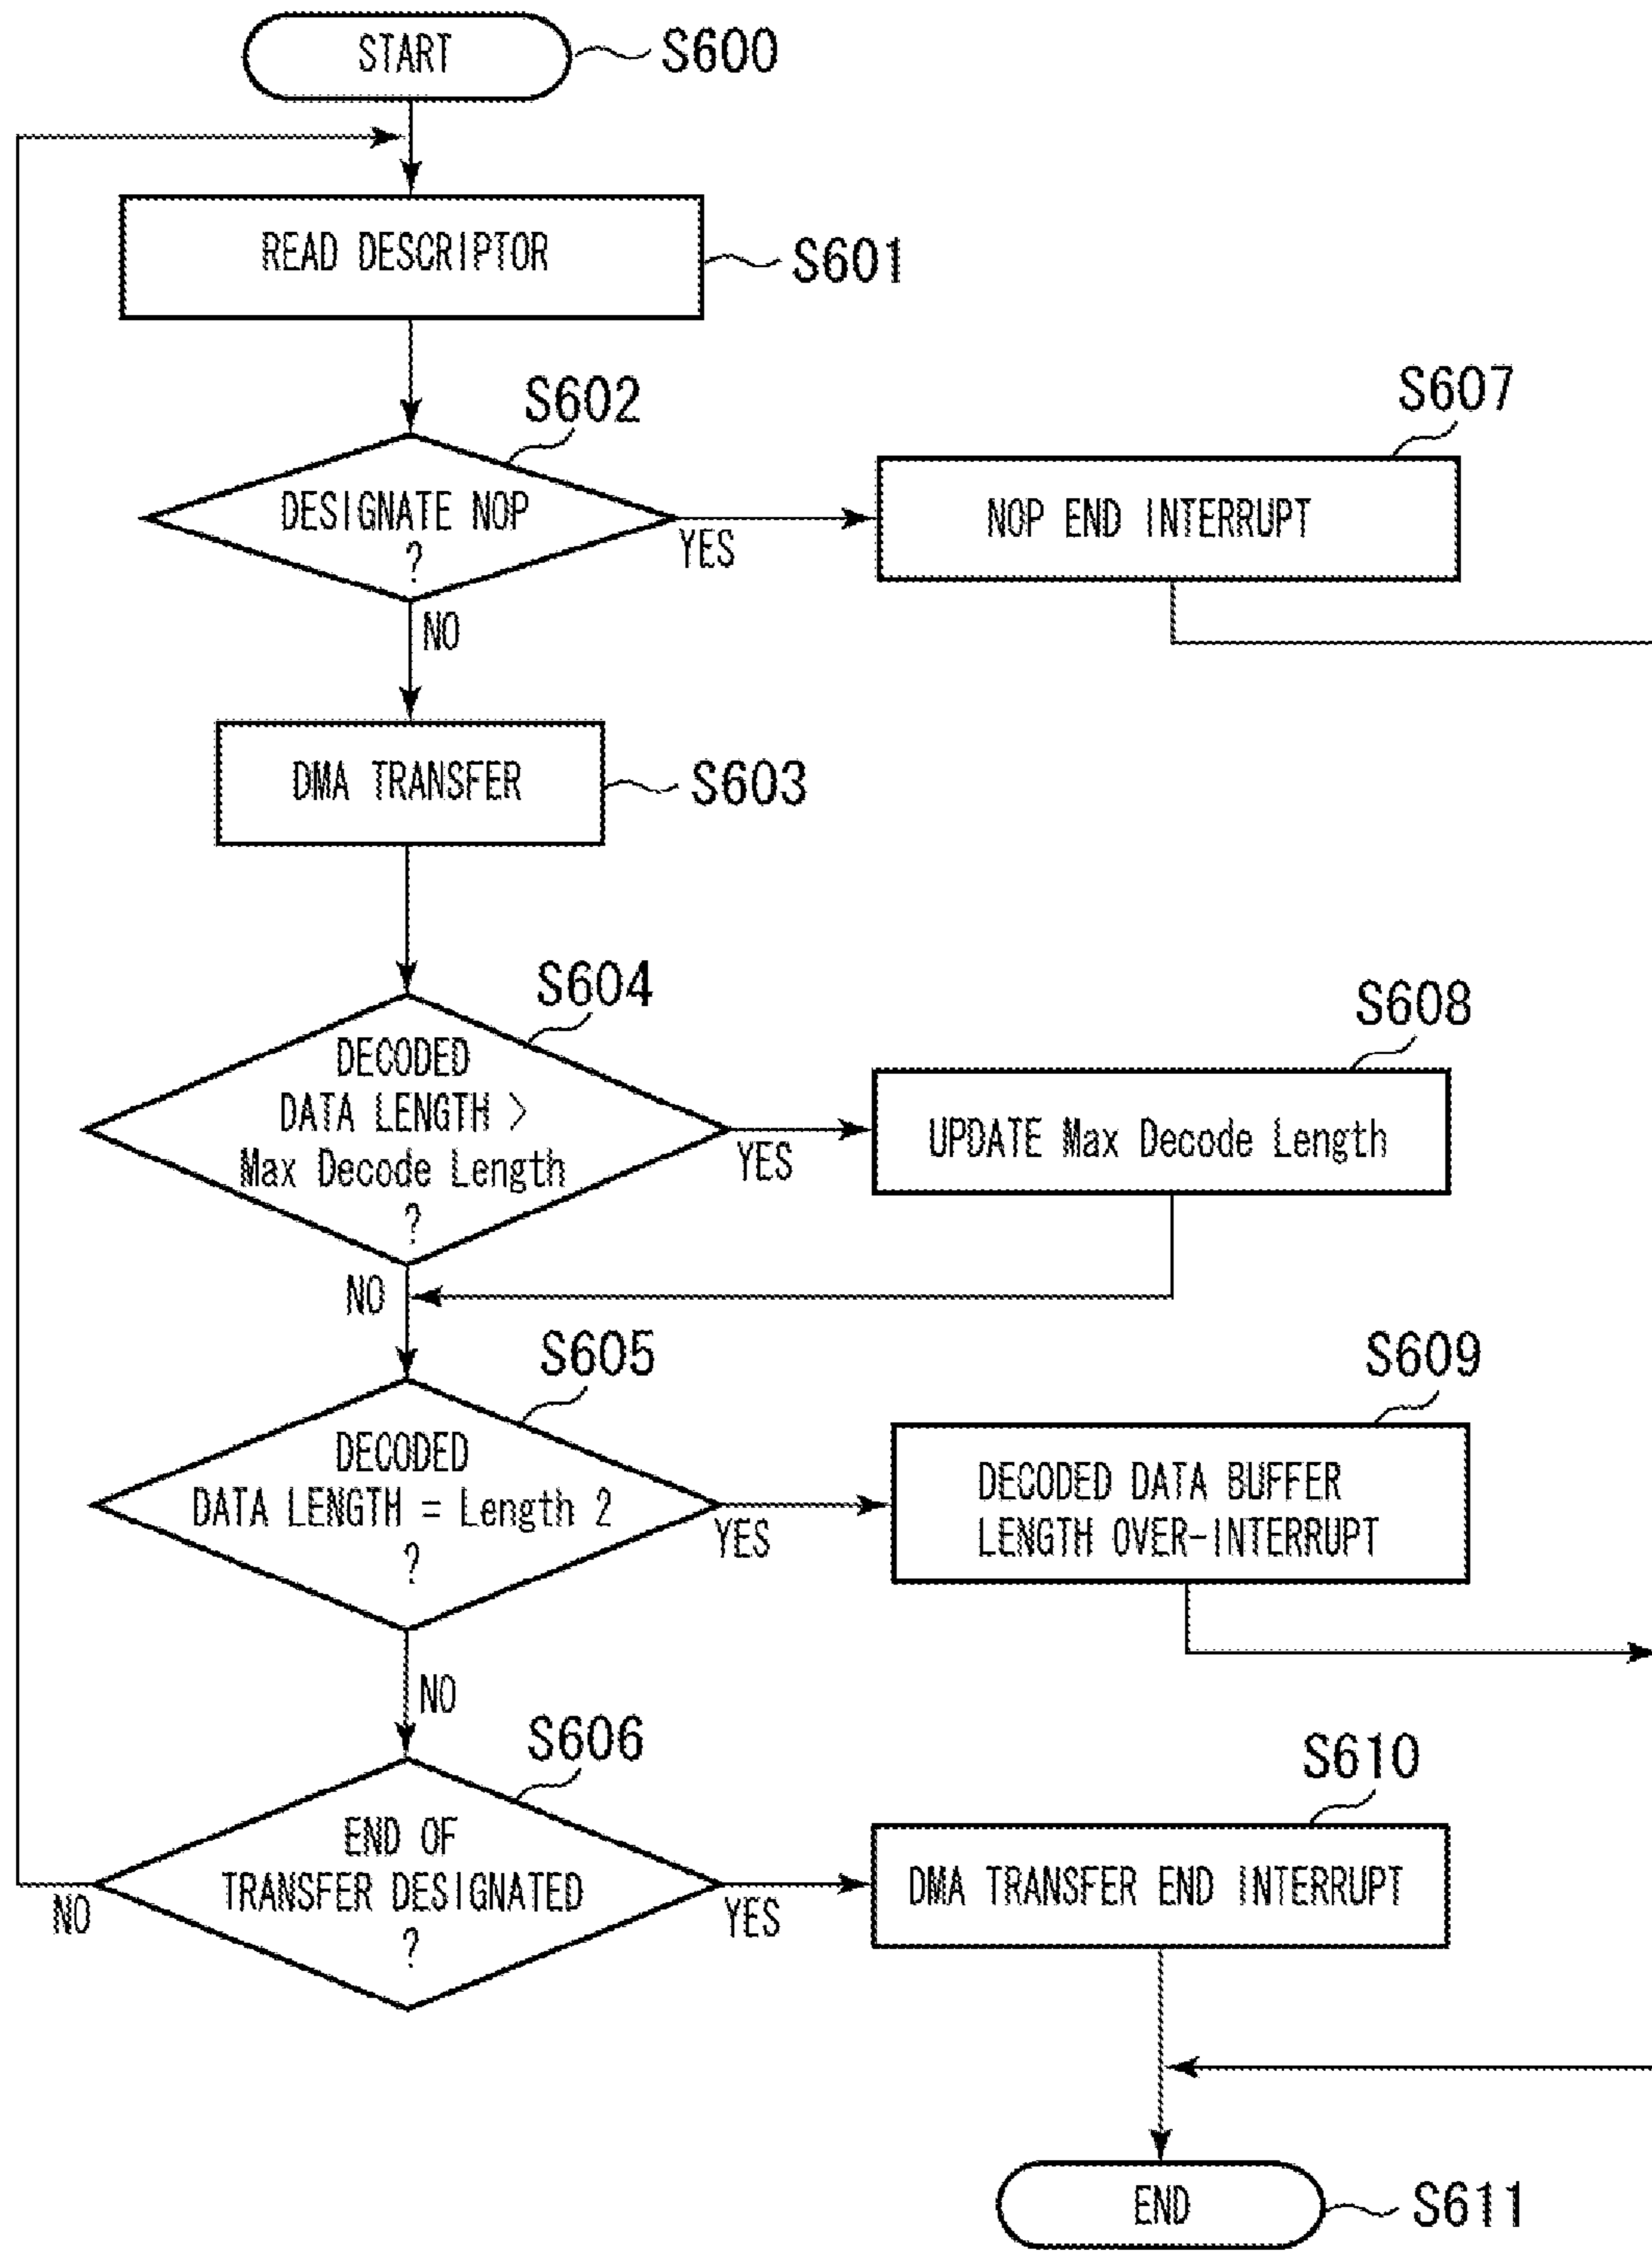 START
S600
READ DESCRIPTOR
S601
S602
DESIGNATE NOP
?
YES
NO
S607
NOP END INTERRUPT
DMA TRANSFER
S603
S604
DECODED
DATA LENGTH >
Max Decode Length
?
YES
NO
S608
UPDATE Max Decode Length
S605
DECODED
DATA LENGTH = Length 2
?
YES
NO
S609
DECODED DATA BUFFER
LENGTH OVER-INTERRUPT
S606
END OF
TRANSFER DESIGNATED
?
NO
YES
S610
DMA TRANSFER END INTERRUPT
END
S611